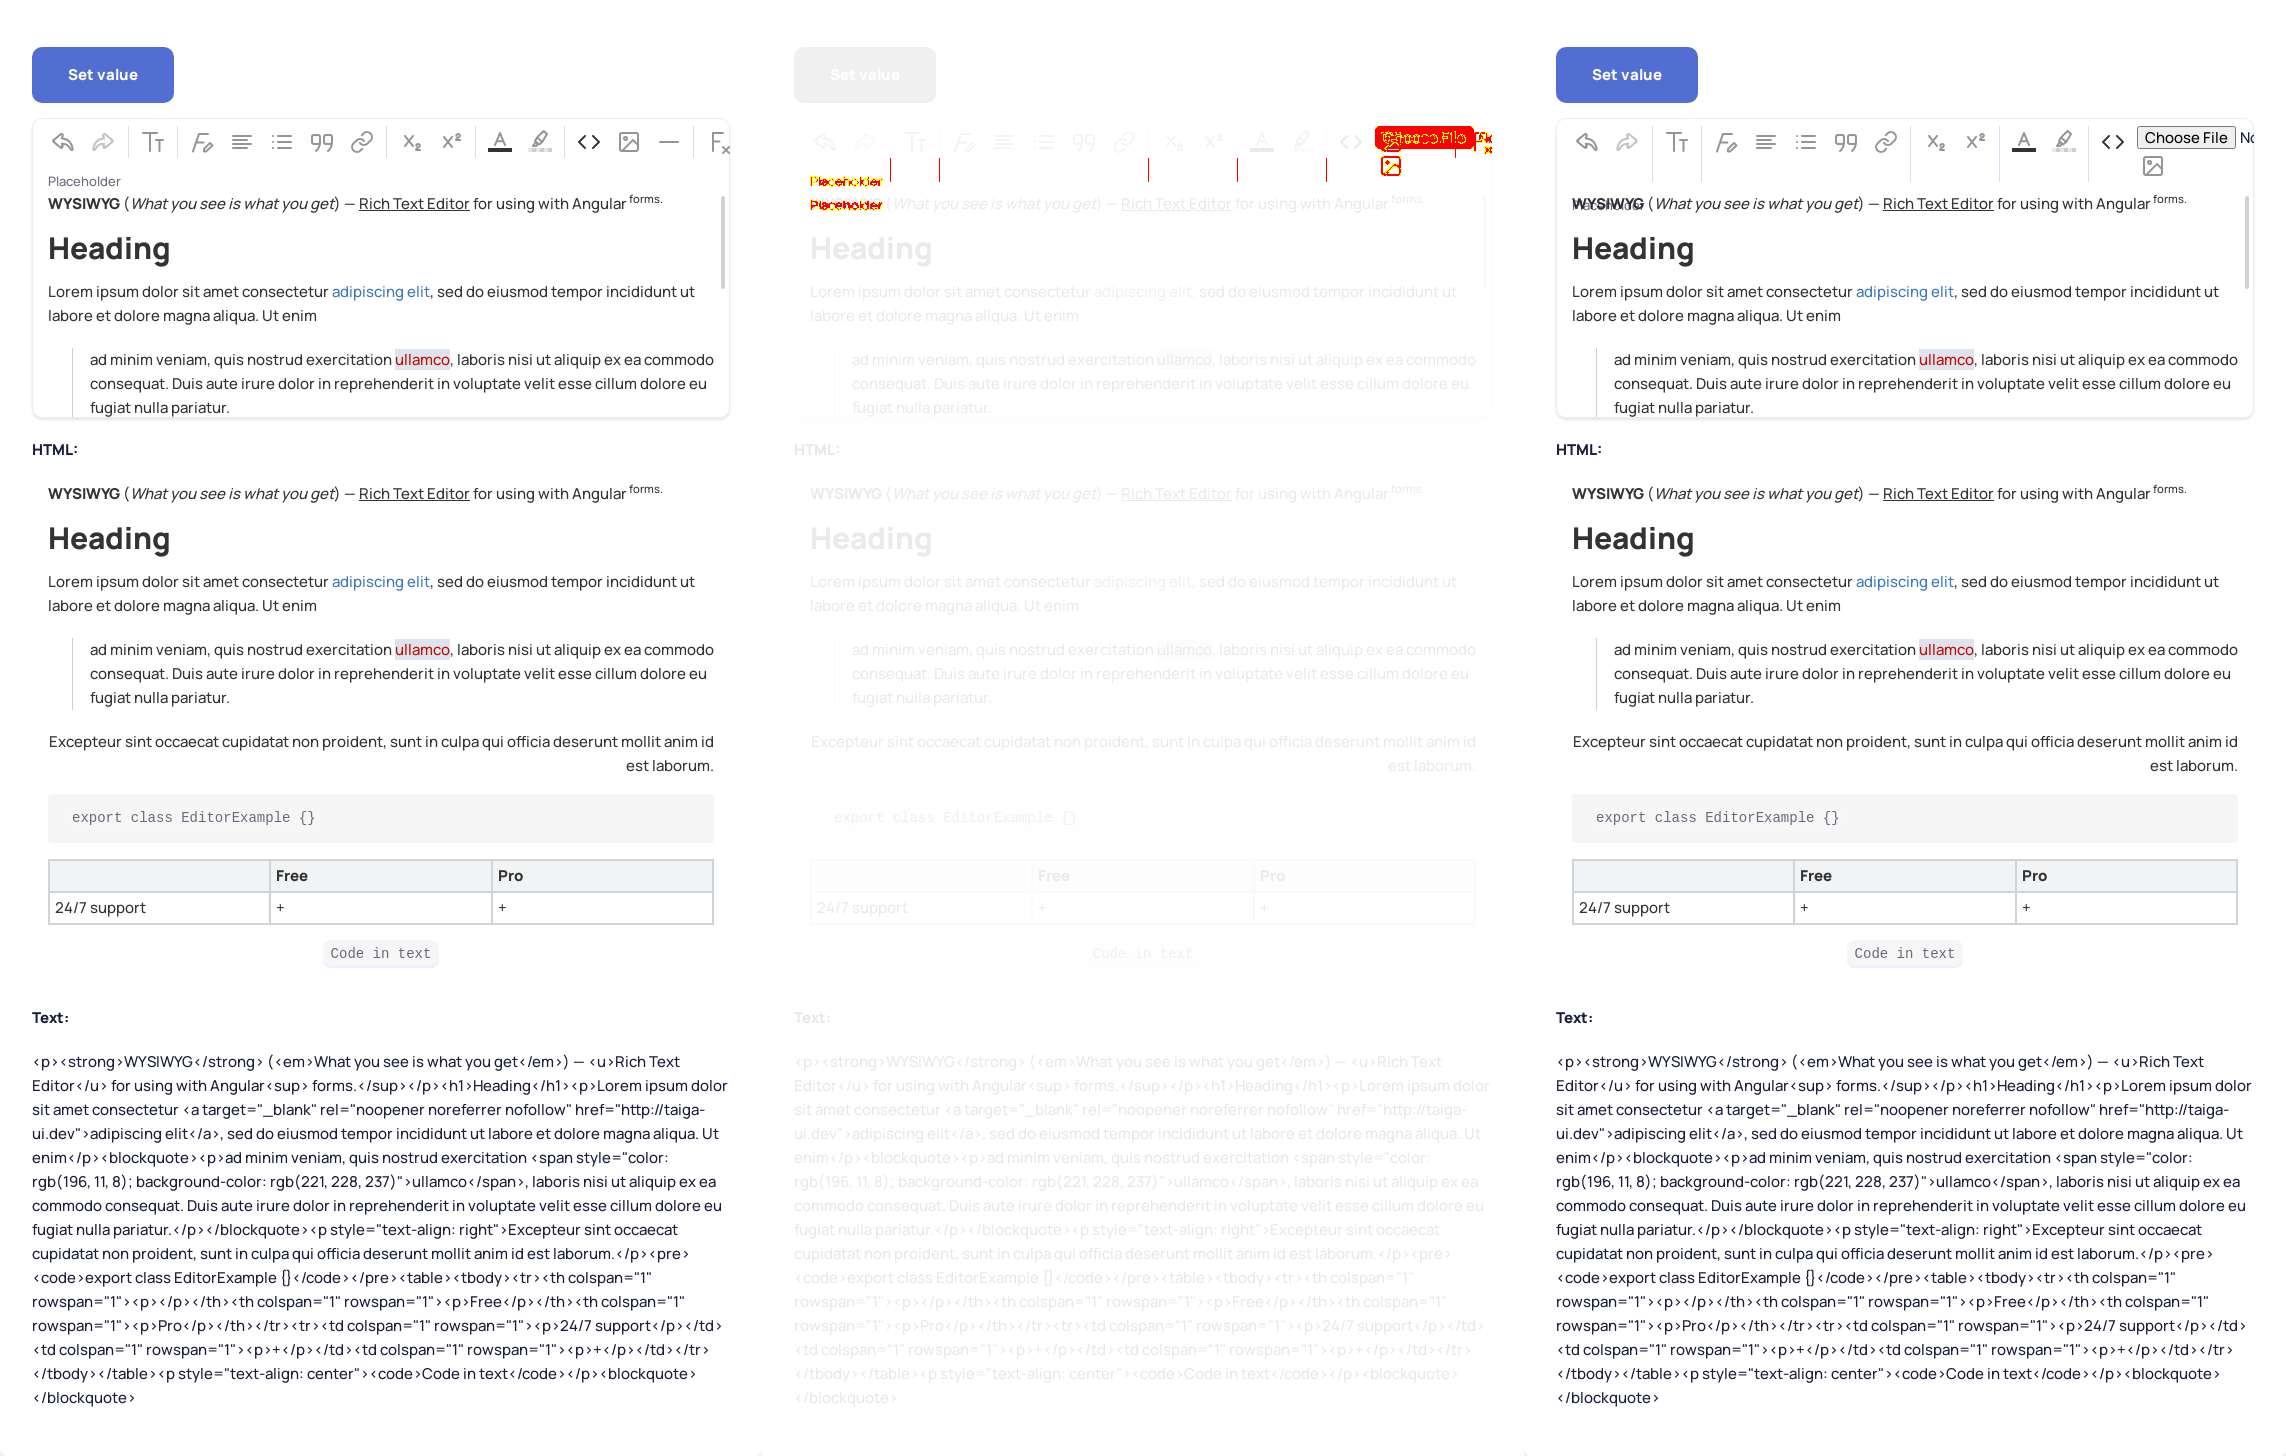 Set value
Placeholder
WYSIWYG (What you see is what you get) — Rich Text Editor for using with Angular forms.
Heading
Lorem ipsum dolor sit amet consectetur adipiscing elit, sed do eiusmod tempor incididunt ut
labore et dolore magna aliqua. Ut enim
ad minim veniam, quis nostrud exercitation ullamco, laboris nisi ut aliquip ex ea commodo
consequat. Duis aute irure dolor in reprehenderit in voluptate velit esse cillum dolore eu
fugiat nulla pariatur.
HTML:
WYSIWYG (What you see is what you get) — Rich Text Editor for using with Angular forms.
Heading
Lorem ipsum dolor sit amet consectetur adipiscing elit, sed do eiusmod tempor incididunt ut
labore et dolore magna aliqua. Ut enim
ad minim veniam, quis nostrud exercitation ullamco, laboris nisi ut aliquip ex ea commodo
consequat. Duis aute irure dolor in reprehenderit in voluptate velit esse cillum dolore eu
fugiat nulla pariatur.
Excepteur sint occaecat cupidatat non proident, sunt in culpa qui officia deserunt mollit anim id
est laborum.
export class EditorExample {}
Free Pro
24/7 support + +
Code in text
Text:
<p><strong>WYSIWYG</strong> (<em>What you see is what you get</em>) — <u>Rich Text
Editor</u> for using with Angular<sup> forms.</sup></p><h1>Heading</h1><p>Lorem ipsum dolor
sit amet consectetur <a target="_blank" rel="noopener noreferrer nofollow" href="http://taiga-
ui.dev">adipiscing elit</a>, sed do eiusmod tempor incididunt ut labore et dolore magna aliqua. Ut
enim</p><blockquote><p>ad minim veniam, quis nostrud exercitation <span style="color:
rgb(196, 11, 8); background-color: rgb(221, 228, 237)">ullamco</span>, laboris nisi ut aliquip ex ea
commodo consequat. Duis aute irure dolor in reprehenderit in voluptate velit esse cillum dolore eu
fugiat nulla pariatur.</p></blockquote><p style="text-align: right">Excepteur sint occaecat
cupidatat non proident, sunt in culpa qui officia deserunt mollit anim id est laborum.</p><pre>
<code>export class EditorExample {}</code></pre><table><tbody><tr><th colspan="1"
rowspan="1"><p></p></th><th colspan="1" rowspan="1"><p>Free</p></th><th colspan="1"
rowspan="1"><p>Pro</p></th></tr><tr><td colspan="1" rowspan="1"><p>24/7 support</p></td>
<td colspan="1" rowspan="1"><p>+</p></td><td colspan="1" rowspan="1"><p>+</p></td></tr>
</tbody></table><p style="text-align: center"><code>Code in text</code></p><blockquote>
</blockquote>
Set value
Placeholder
Placeholder
(What you see is what you get) — Rich Text Editor for using with Angular forms.
Heading
Lorem ipsum dolor sit amet consectetur adipiscing elit, sed do eiusmod tempor incididunt ut
labore et dolore magna aliqua. Ut enim
ad minim veniam, quis nostrud exercitation ullamco, laboris nisi ut aliquip ex ea commodo
consequat. Duis aute irure dolor in reprehenderit in voluptate velit esse cillum dolore eu
fugiat nulla pariatur.
HTML:
WYSIWYG (What you see is what you get) — Rich Text Editor for using with Angular forms.
Heading
Lorem ipsum dolor sit amet consectetur adipiscing elit, sed do eiusmod tempor incididunt ut
labore et dolore magna aliqua. Ut enim
ad minim veniam, quis nostrud exercitation ullamco, laboris nisi ut aliquip ex ea commodo
consequat. Duis aute irure dolor in reprehenderit in voluptate velit esse cillum dolore eu
fugiat nulla pariatur.
Excepteur sint occaecat cupidatat non proident, sunt in culpa qui officia deserunt mollit anim id
est laborum.
export class EditorExample {}
Free Pro
24/7 support + +
Code in text
Text:
<p><strong>WYSIWYG</strong> (<em>What you see is what you get</em>) — <u>Rich Text
Editor</u> for using with Angular<sup> forms.</sup></p><h1>Heading</h1><p>Lorem ipsum dolor
sit amet consectetur <a target="_blank" rel="noopener noreferrer nofollow" href="http://taiga-
ui.dev">adipiscing elit</a>, sed do eiusmod tempor incididunt ut labore et dolore magna aliqua. Ut
enim</p><blockquote><p>ad minim veniam, quis nostrud exercitation <span style="color:
rgb(196, 11, 8); background-color: rgb(221, 228, 237)">ullamco</span>, laboris nisi ut aliquip ex ea
commodo consequat. Duis aute irure dolor in reprehenderit in voluptate velit esse cillum dolore eu
fugiat nulla pariatur.</p></blockquote><p style="text-align: right">Excepteur sint occaecat
cupidatat non proident, sunt in culpa qui officia deserunt mollit anim id est laborum.</p><pre>
<code>export class EditorExample {}</code></pre><table><tbody><tr><th colspan="1"
rowspan="1"><p></p></th><th colspan="1" rowspan="1"><p>Free</p></th><th colspan="1"
rowspan="1"><p>Pro</p></th></tr><tr><td colspan="1" rowspan="1"><p>24/7 support</p></td>
<td colspan="1" rowspan="1"><p>+</p></td><td colspan="1" rowspan="1"><p>+</p></td></tr>
</tbody></table><p style="text-align: center"><code>Code in text</code></p><blockquote>
</blockquote>
Set value
Choose File No
Placeholder
WYSIWYG (What you see is what you get) — Rich Text Editor for using with Angular forms.
Heading
Lorem ipsum dolor sit amet consectetur adipiscing elit, sed do eiusmod tempor incididunt ut
labore et dolore magna aliqua. Ut enim
ad minim veniam, quis nostrud exercitation ullamco, laboris nisi ut aliquip ex ea commodo
consequat. Duis aute irure dolor in reprehenderit in voluptate velit esse cillum dolore eu
fugiat nulla pariatur.
HTML:
WYSIWYG (What you see is what you get) — Rich Text Editor for using with Angular forms.
Heading
Lorem ipsum dolor sit amet consectetur adipiscing elit, sed do eiusmod tempor incididunt ut
labore et dolore magna aliqua. Ut enim
ad minim veniam, quis nostrud exercitation ullamco, laboris nisi ut aliquip ex ea commodo
consequat. Duis aute irure dolor in reprehenderit in voluptate velit esse cillum dolore eu
fugiat nulla pariatur.
Excepteur sint occaecat cupidatat non proident, sunt in culpa qui officia deserunt mollit anim id
est laborum.
export class EditorExample {}
Free Pro
24/7 support + +
Code in text
Text:
<p><strong>WYSIWYG</strong> (<em>What you see is what you get</em>) — <u>Rich Text
Editor</u> for using with Angular<sup> forms.</sup></p><h1>Heading</h1><p>Lorem ipsum dolor
sit amet consectetur <a target="_blank" rel="noopener noreferrer nofollow" href="http://taiga-
ui.dev">adipiscing elit</a>, sed do eiusmod tempor incididunt ut labore et dolore magna aliqua. Ut
enim</p><blockquote><p>ad minim veniam, quis nostrud exercitation <span style="color:
rgb(196, 11, 8); background-color: rgb(221, 228, 237)">ullamco</span>, laboris nisi ut aliquip ex ea
commodo consequat. Duis aute irure dolor in reprehenderit in voluptate velit esse cillum dolore eu
fugiat nulla pariatur.</p></blockquote><p style="text-align: right">Excepteur sint occaecat
cupidatat non proident, sunt in culpa qui officia deserunt mollit anim id est laborum.</p><pre>
<code>export class EditorExample {}</code></pre><table><tbody><tr><th colspan="1"
rowspan="1"><p></p></th><th colspan="1" rowspan="1"><p>Free</p></th><th colspan="1"
rowspan="1"><p>Pro</p></th></tr><tr><td colspan="1" rowspan="1"><p>24/7 support</p></td>
<td colspan="1" rowspan="1"><p>+</p></td><td colspan="1" rowspan="1"><p>+</p></td></tr>
</tbody></table><p style="text-align: center"><code>Code in text</code></p><blockquote>
</blockquote>